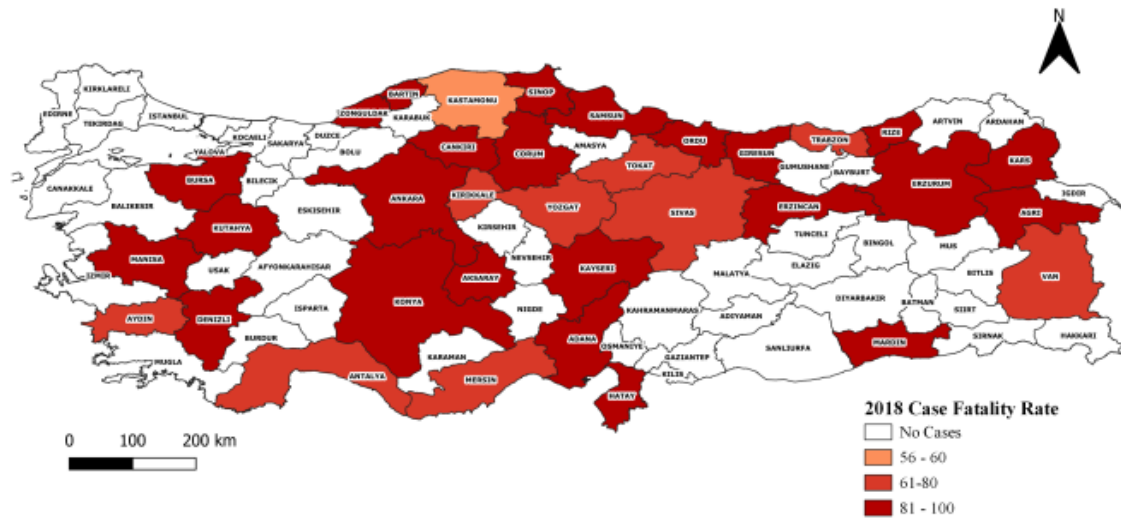 N
KIRKLARELI
EDIRNE
TEKIRDAG
ISTANBUL
KOCAELI
YALOVA
SAKARYA
DUZCE
BOLU
ZONGULDAK
BARTIN
KARABUK
KASTAMONU
SINOP
SAMSUN
CANKIRI
CORUM
AMASYA
ORDU
TOKAT
GIRESUN
TRABZON
RIZE
ARTVIN
ARDAHAN
GUMUSHANE
BAYBURT
KARS
ERZURUM
IGDIR
AGRI
CANAKKALE
BURSA
BILECIK
BALIKESIR
ESKISEHIR
ANKARA
KIRIKKALE
YOZGAT
SIVAS
ERZINCAN
KUTAHYA
KIRSEHIR
TUNCELI
BINGOL
MUS
VAN
MANISA
IZMIR
USAK
AFYONKARAHISAR
AKSARAY
NEVSEHIR
KAYSERI
MALATYA
ELAZIG
BITLIS
KONYA
NIGDE
KAHRAMANMARAS
ADIYAMAN
DIYARBAKIR
BATMAN
SIIRT
AYDIN
DENIZLI
ISPARTA
BURDUR
MUGLA
ANTALYA
KARAMAN
MERSIN
ADANA
OSMANIYE
GAZIANTEP
KILIS
SANLIURFA
MARDIN
SIRNAK
HAKKARI
HATAY
0 100 200 km
2018 Case Fatality Rate
No Cases
56 - 60
61-80
81 - 100